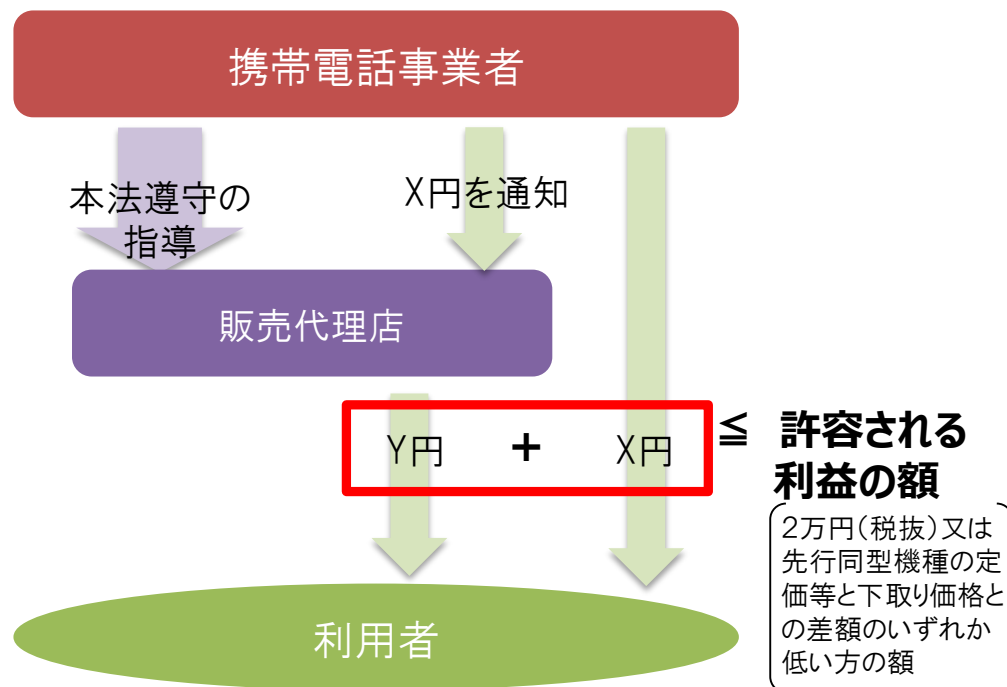 携帯電話事業者
本法遵守の
指導
X円を通知
販売代理店
Y円 + X円
≦ 許容される
利益の額
2万円(税抜)又は
先行同型機種の定
価等と下取り価格と
の差額のいずれか
低い方の額
利用者